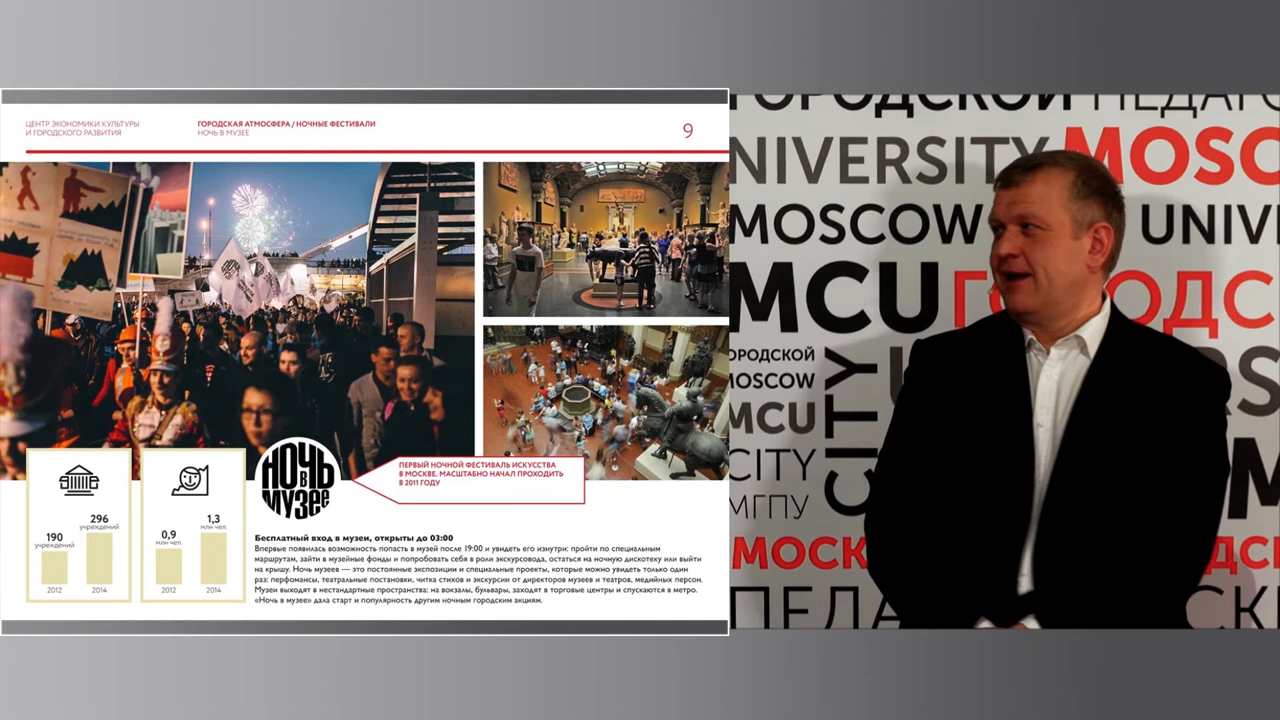 ЦЕНТР ЭКОНОМИКИ КУЛЬТУРЫ
И ГОРОДСКОГО РАЗВИТИЯ
ГОРОДСКАЯ АТМОСФЕРА / НОЧНЫЕ ФЕСТИВАЛИ
НОЧЬ В МУЗЕЕ
9
НОЧЬ
В
МУЗЕЕ
ПЕРВЫЙ НОЧНОЙ ФЕСТИВАЛЬ ИСКУССТВА
В МОСКВЕ. МАСШТАБНО НАЧАЛ ПРОХОДИТЬ
В 2011 ГОДУ
190
учреждений
296
учреждений
2012
2014
0,9
млн чел.
1,3
млн чел.
2012
2014
Бесплатный вход в музеи, открыты до 03:00
Впервые появилась возможность попасть в музей после 19:00 и увидеть его изнутри: пройти по специальным
маршрутам, зайти в музейные фонды и попробовать себя в роли экскурсовода, остаться на ночную дискотеку или выйти
на крышу. Ночь музеев — это постоянные экспозиции и специальные проекты, которые можно увидеть только один
раз: перфомансы, театральные постановки, читка стихов и экскурсии от директоров музеев и театров, медийных персон.
Музеи выходят в нестандартные пространства: на вокзалы, бульвары, заходят в торговые центры и спускаются в метро.
«Ночь в музее» дала старт и популярность другим ночным городским акциям.
ГОРОДСКОЙ ПЕДАГО
UNIVERSITY MOSCO
MOSCOW UNIV
MCU ГОРОДС
ОРОДСКОЙ
MOSCOW
MCU
CITY
CITY
МГПУ
МОСК
ПЕДА